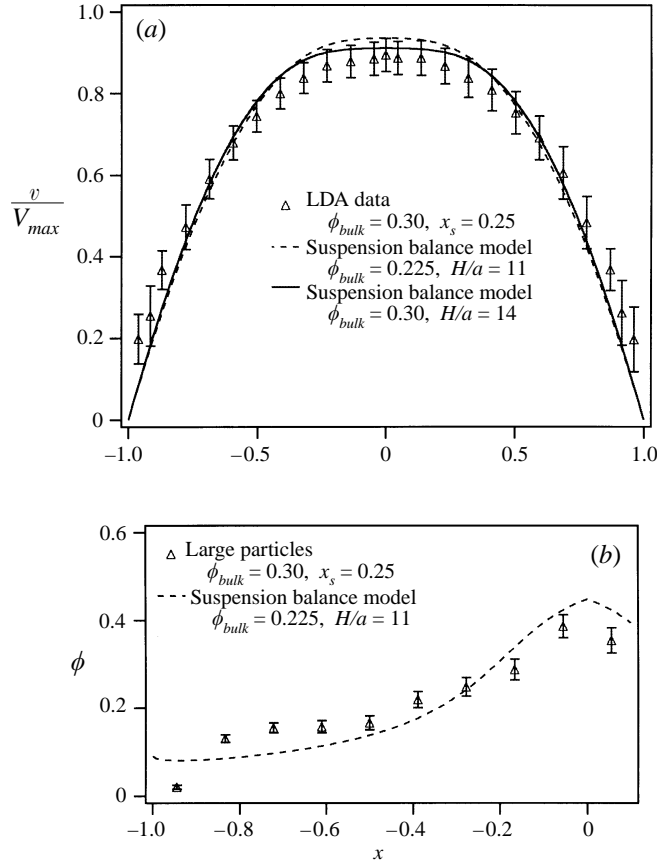 (a)
1.0
0.8
0.6
0.4
0.2
0
v
V_max
LDA data
ϕ_bulk = 0.30, x_s = 0.25
Suspension balance model
ϕ_bulk = 0.225, H/a = 11
Suspension balance model
ϕ_bulk = 0.30, H/a = 14
−1.0 −0.5 0 0.5 1.0
(b)
0.6
0.4
0.2
0
ϕ
Large particles
ϕ_bulk = 0.30, x_s = 0.25
Suspension balance model
ϕ_bulk = 0.225, H/a = 11
−1.0 −0.8 −0.6 −0.4 −0.2 0
x